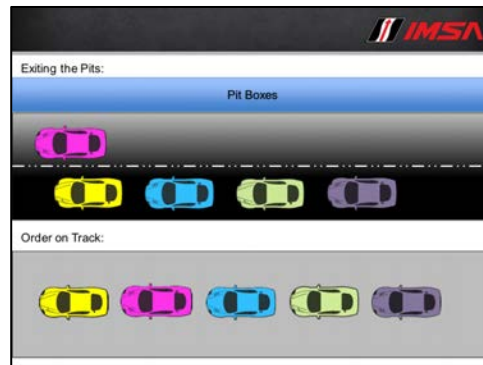 IMSA
Exiting the Pits:
Pit Boxes
Order on Track: